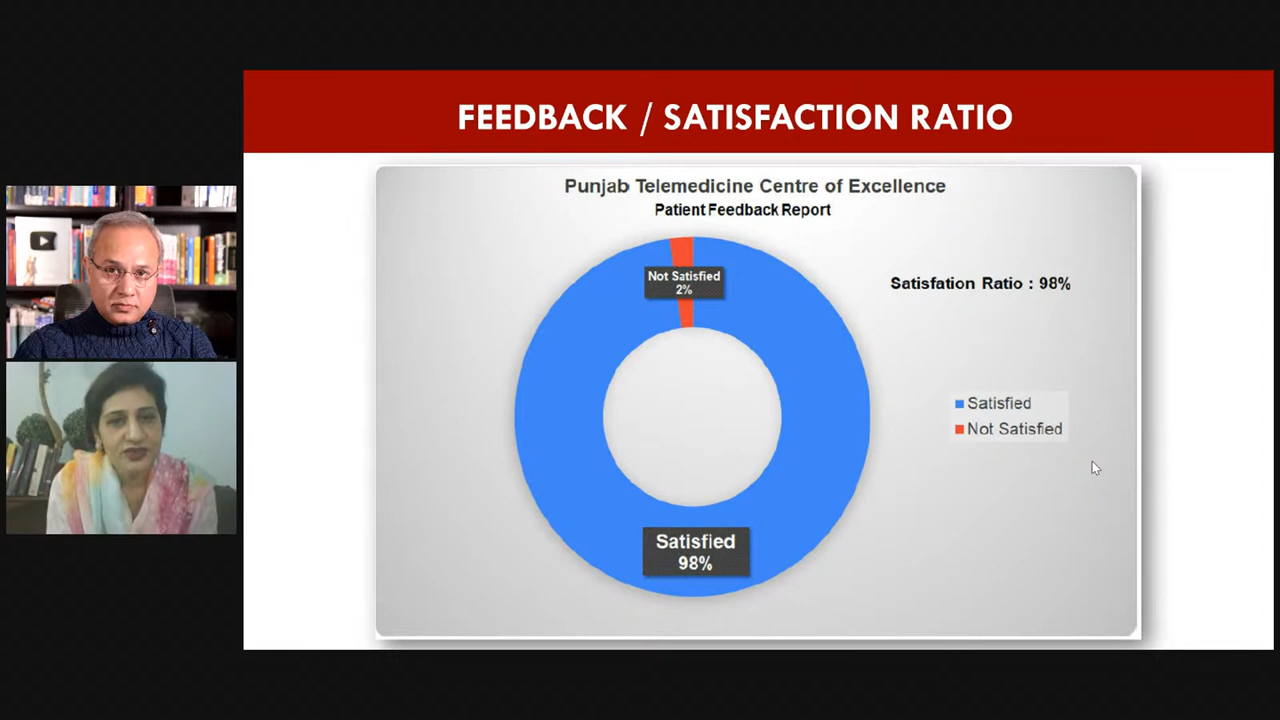 FEEDBACK / SATISFACTION RATIO
Punjab Telemedicine Centre of Excellence
Patient Feedback Report
Not Satisfied
2%
Satisfation Ratio : 98%
Satisfied
Not Satisfied
Satisfied
98%